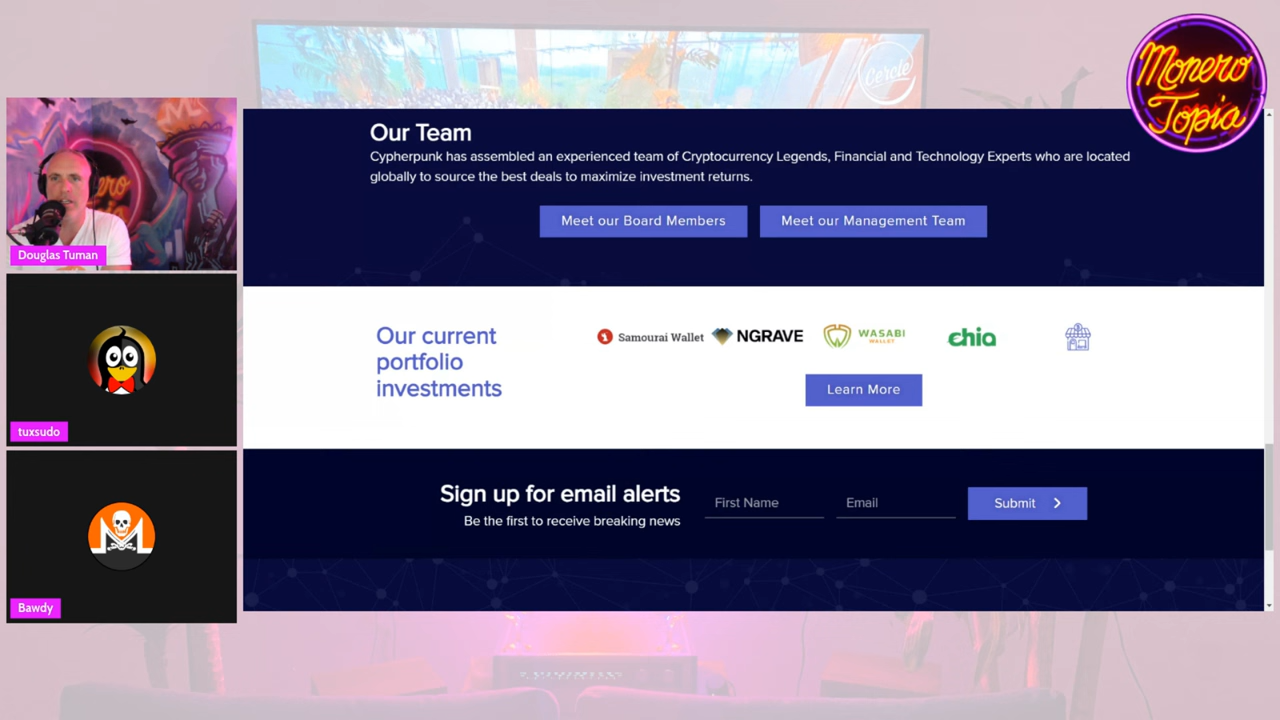 Cercle
Monero
Topia
Our Team
Cypherpunk has assembled an experienced team of Cryptocurrency Legends, Financial and Technology Experts who are located
globally to source the best deals to maximize investment returns.
Meet our Board Members
Meet our Management Team
Douglas Tuman
Our current
portfolio
investments
Samourai Wallet
NGRAVE
WASABI
WALLET
chia
Learn More
tuxsudo
Sign up for email alerts
Be the first to receive breaking news
First Name
Email
Submit
Bawdy